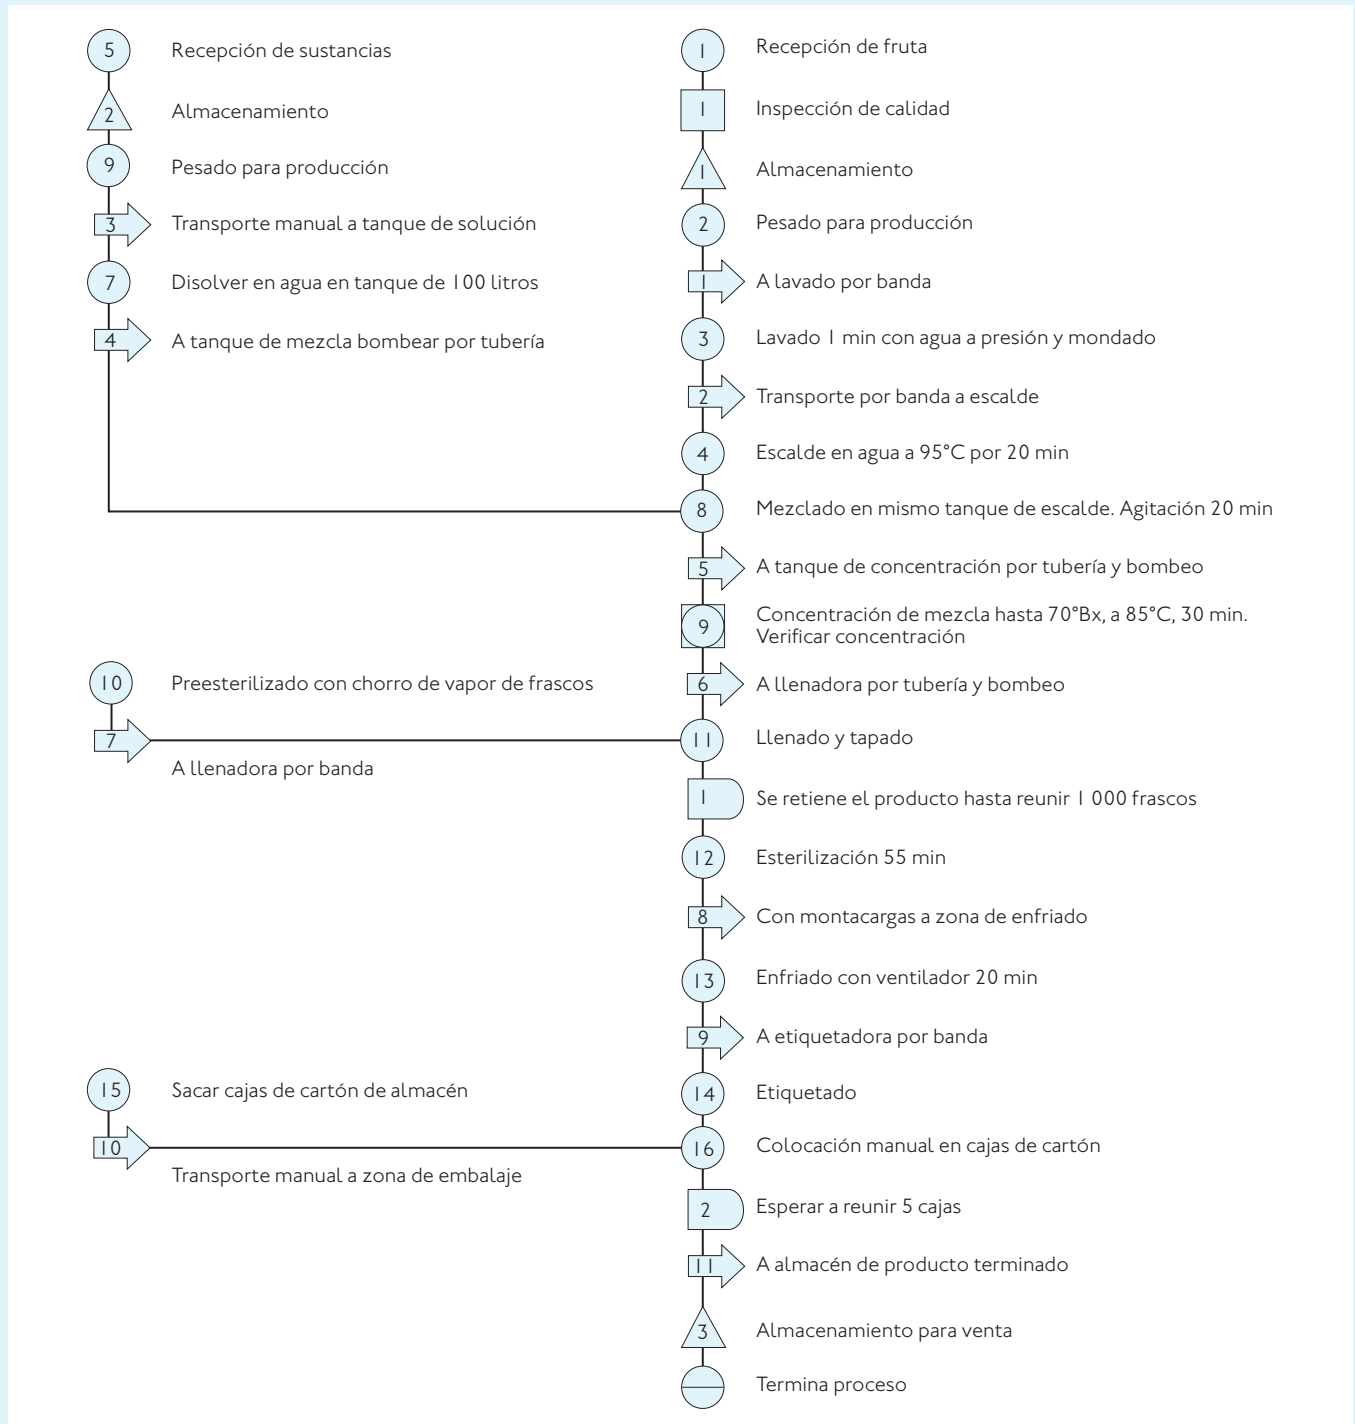 5 Recepción de sustancias
2 Almacenamiento
9 Pesado para producción
3 Transporte manual a tanque de solución
7 Disolver en agua en tanque de 100 litros
4 A tanque de mezcla bombear por tubería
1 Recepción de fruta
1 Inspección de calidad
1 Almacenamiento
2 Pesado para producción
1 A lavado por banda
3 Lavado 1 min con agua a presión y mondado
2 Transporte por banda a escalde
4 Escalde en agua a 95°C por 20 min
8 Mezclado en mismo tanque de escalde. Agitación 20 min
5 A tanque de concentración por tubería y bombeo
9 Concentración de mezcla hasta 70°Bx, a 85°C, 30 min.
Verificar concentración
6 A llenadora por tubería y bombeo
10 Preesterilizado con chorro de vapor de frascos
7
A llenadora por banda
11 Llenado y tapado
1 Se retiene el producto hasta reunir 1 000 frascos
12 Esterilización 55 min
8 Con montacargas a zona de enfriado
13 Enfriado con ventilador 20 min
9 A etiquetadora por banda
14 Etiquetado
15 Sacar cajas de cartón de almacén
10
Transporte manual a zona de embalaje
16 Colocación manual en cajas de cartón
2 Esperar a reunir 5 cajas
11 A almacén de producto terminado
3 Almacenamiento para venta
Termina proceso